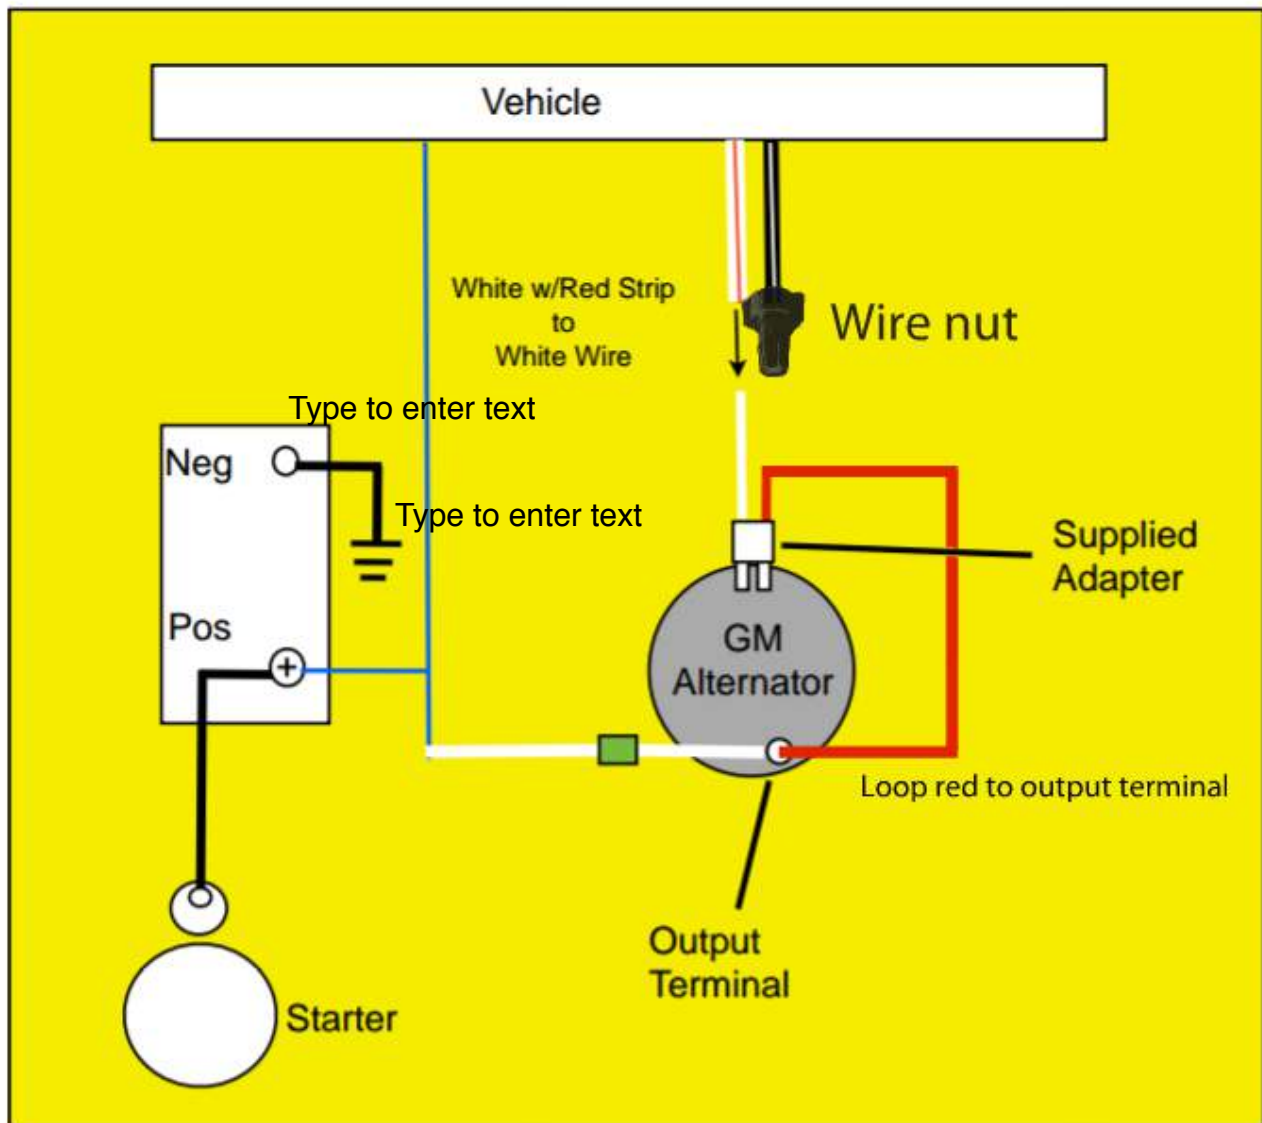 Vehicle
White w/Red Strip
to
White Wire
Wire nut
Type to enter text
Neg
Type to enter text
Supplied
Adapter
Pos
+
GM
Alternator
Loop red to output terminal
Output
Terminal
Starter